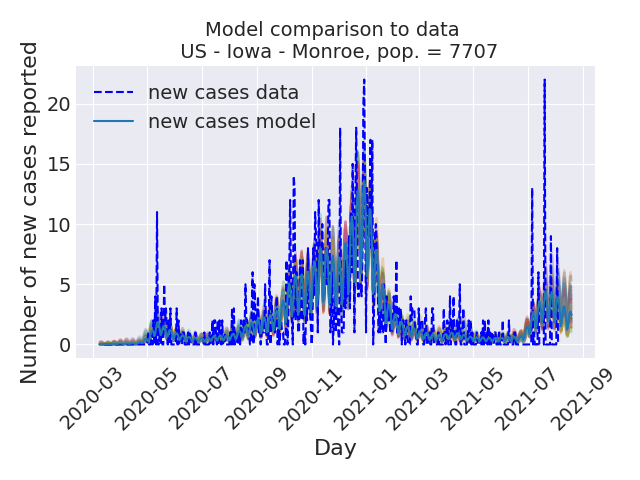 Model comparison to data
US - Iowa - Monroe, pop. = 7707
Number of new cases reported
20
15
10
5
0
new cases data
new cases model
2020-03
2020-05
2020-07
2020-09
2020-11
2021-01
2021-03
2021-05
2021-07
2021-09
Day